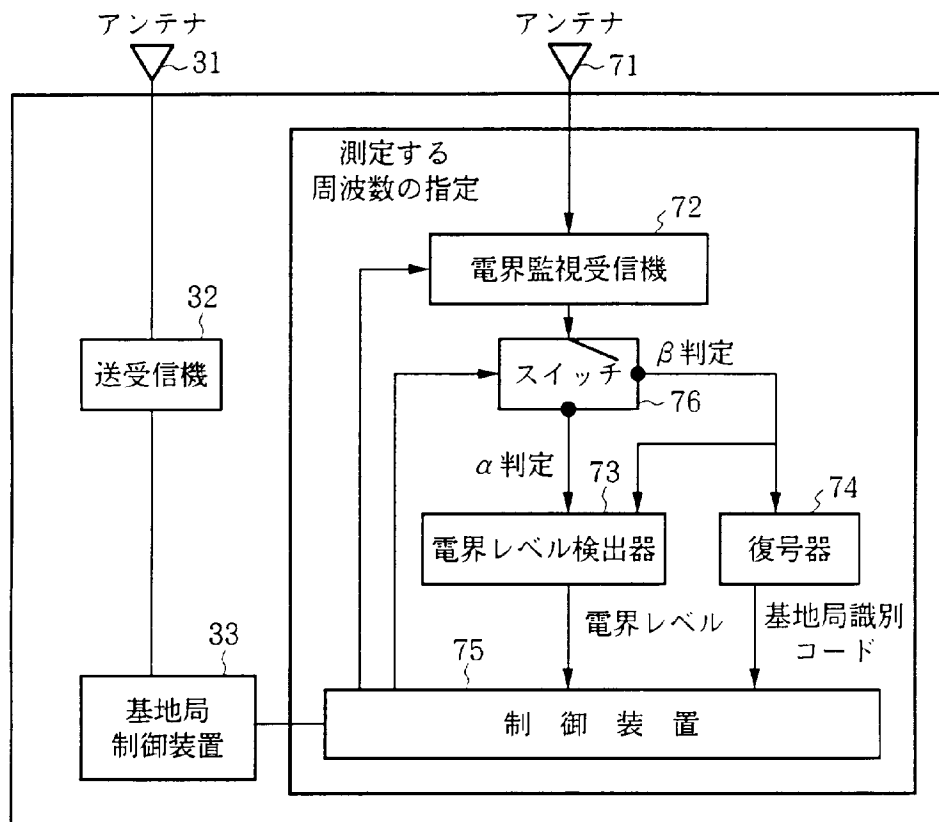 アンテナ
31
アンテナ
71
測定する
周波数の指定
72
電界監視受信機
32
送受信機
スイッチ
β判定
76
α判定
73
74
電界レベル検出器
復号器
電界レベル
基地局識別
コード
33
75
基地局
制御装置
制御装置